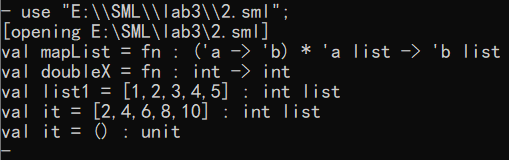 - use "E:\\SML\\lab3\\2.sml";
[opening E:\SML\lab3\2.sml]
val mapList = fn : ('a -> 'b) * 'a list -> 'b list
val doubleX = fn : int -> int
val list1 = [1,2,3,4,5] : int list
val it = [2,4,6,8,10] : int list
val it = () : unit
-